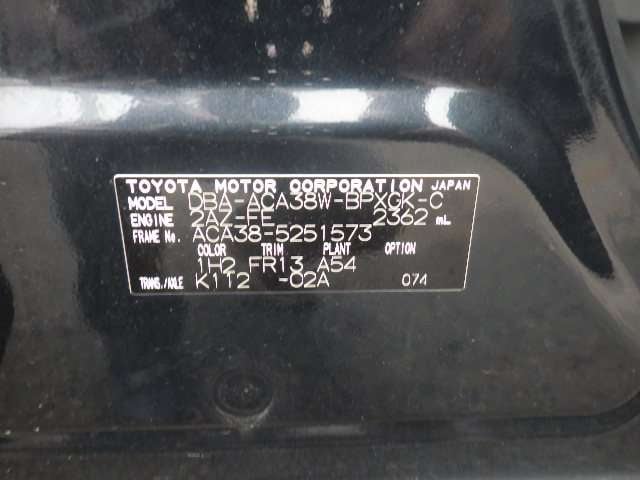 TOYOTA MOTOR CORPORATION JAPAN
MODEL DBA-ACA38W-BPXGK-C
ENGINE 2AZ-FE 2362 mL
FRAME No. ACA38-5251573
COLOR TRIM PLANT OPTION
1H2 FR13 A54
TRANS./AXLE K112 -02A 074